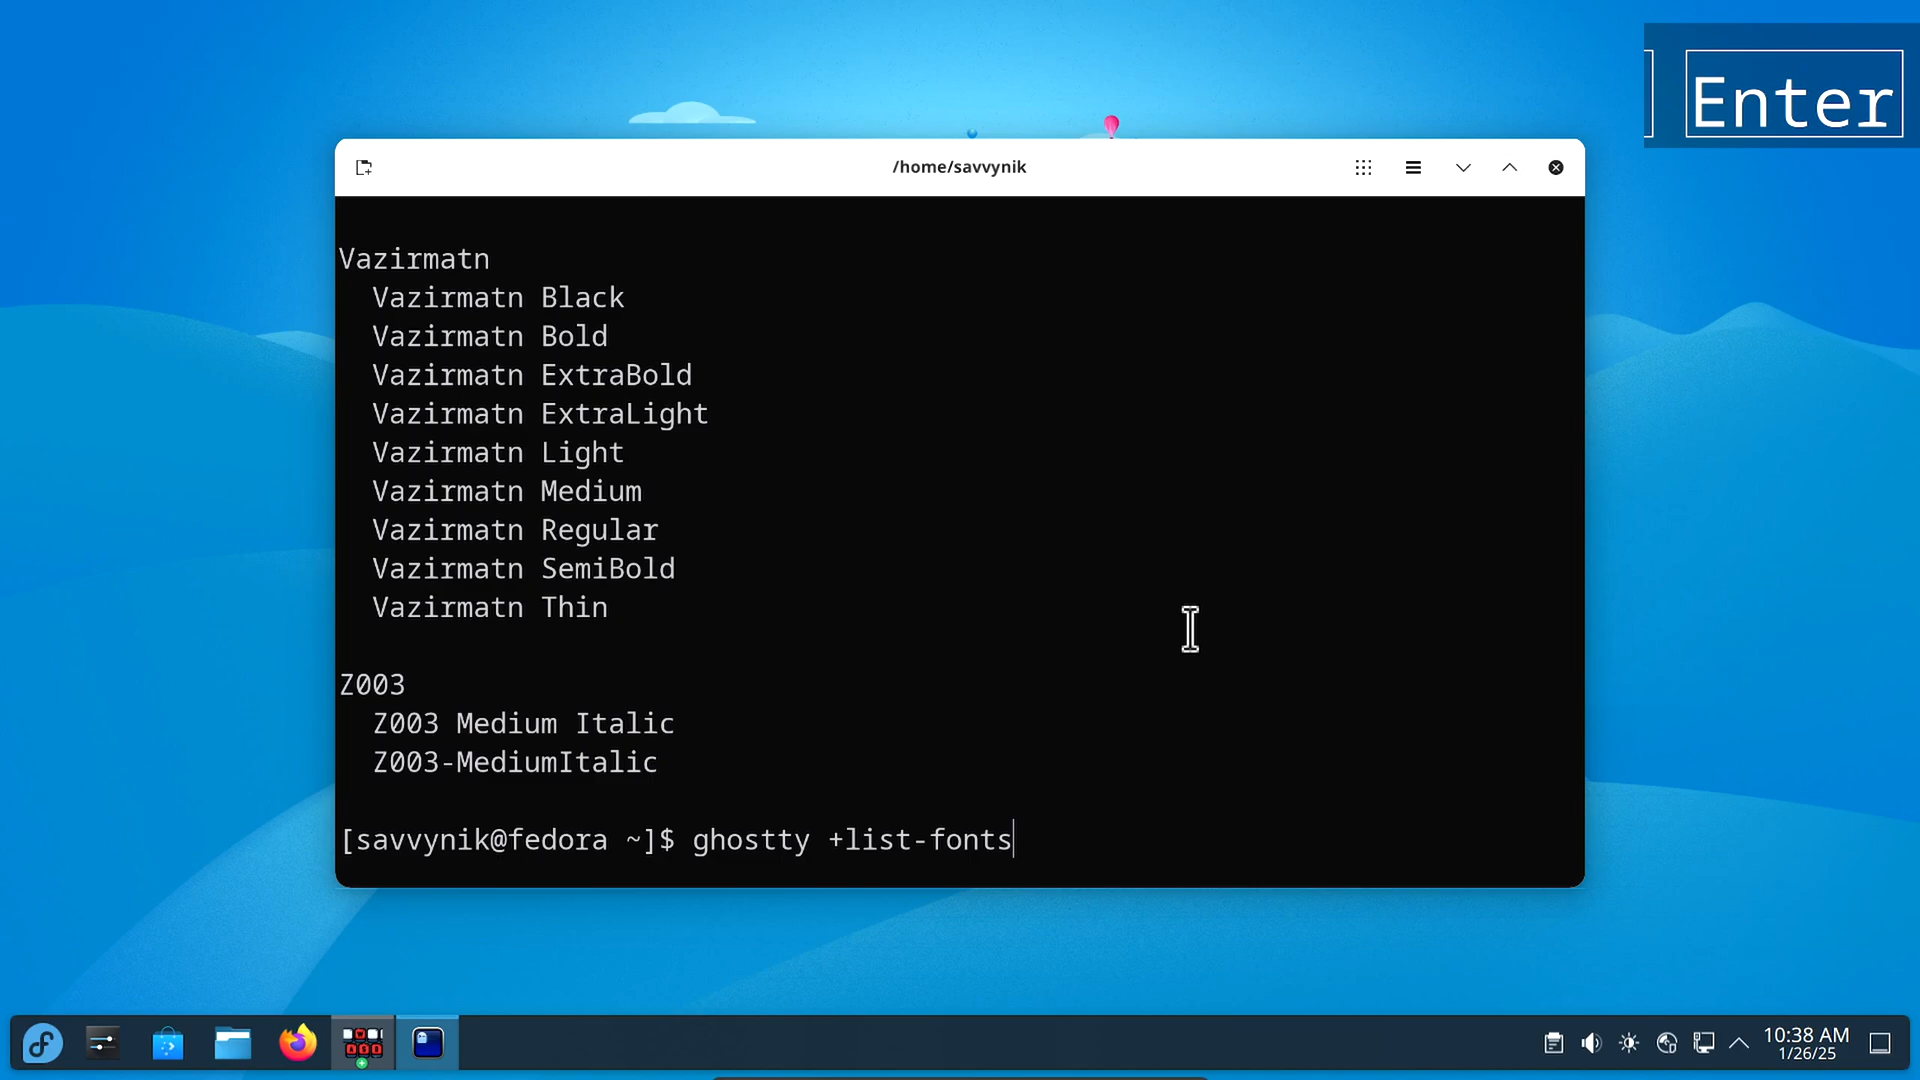 Enter
/home/savvynik
Vazirmatn
Vazirmatn Black
Vazirmatn Bold
Vazirmatn ExtraBold
Vazirmatn ExtraLight
Vazirmatn Light
Vazirmatn Medium
Vazirmatn Regular
Vazirmatn SemiBold
Vazirmatn Thin
Z003
Z003 Medium Italic
Z003-MediumItalic
[savvynik@fedora ~]$ ghostty +list-fonts
10:38 AM
1/26/25